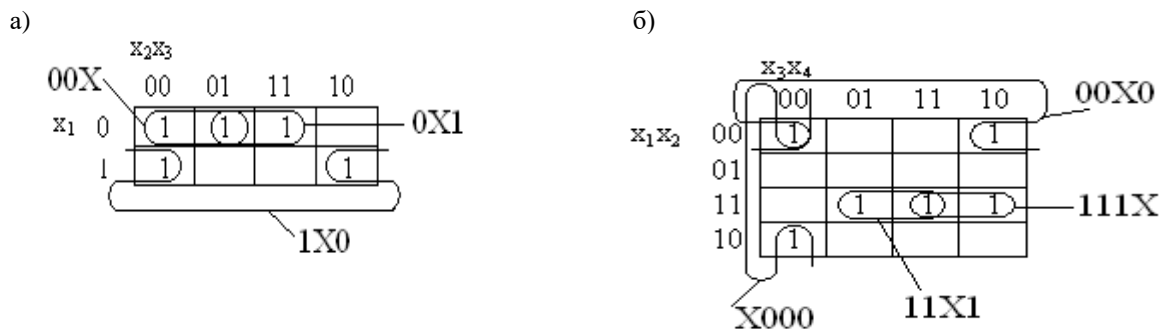 а)
x₂x₃
00X 00 01 11 10
x₁ 0 1 1 1 0X1
1 1 1
1X0
б)
x₃x₄
00 01 11 10 00X0
x₁x₂ 00 1 1
01
11 1 1 1 111X
10 1
X000 11X1